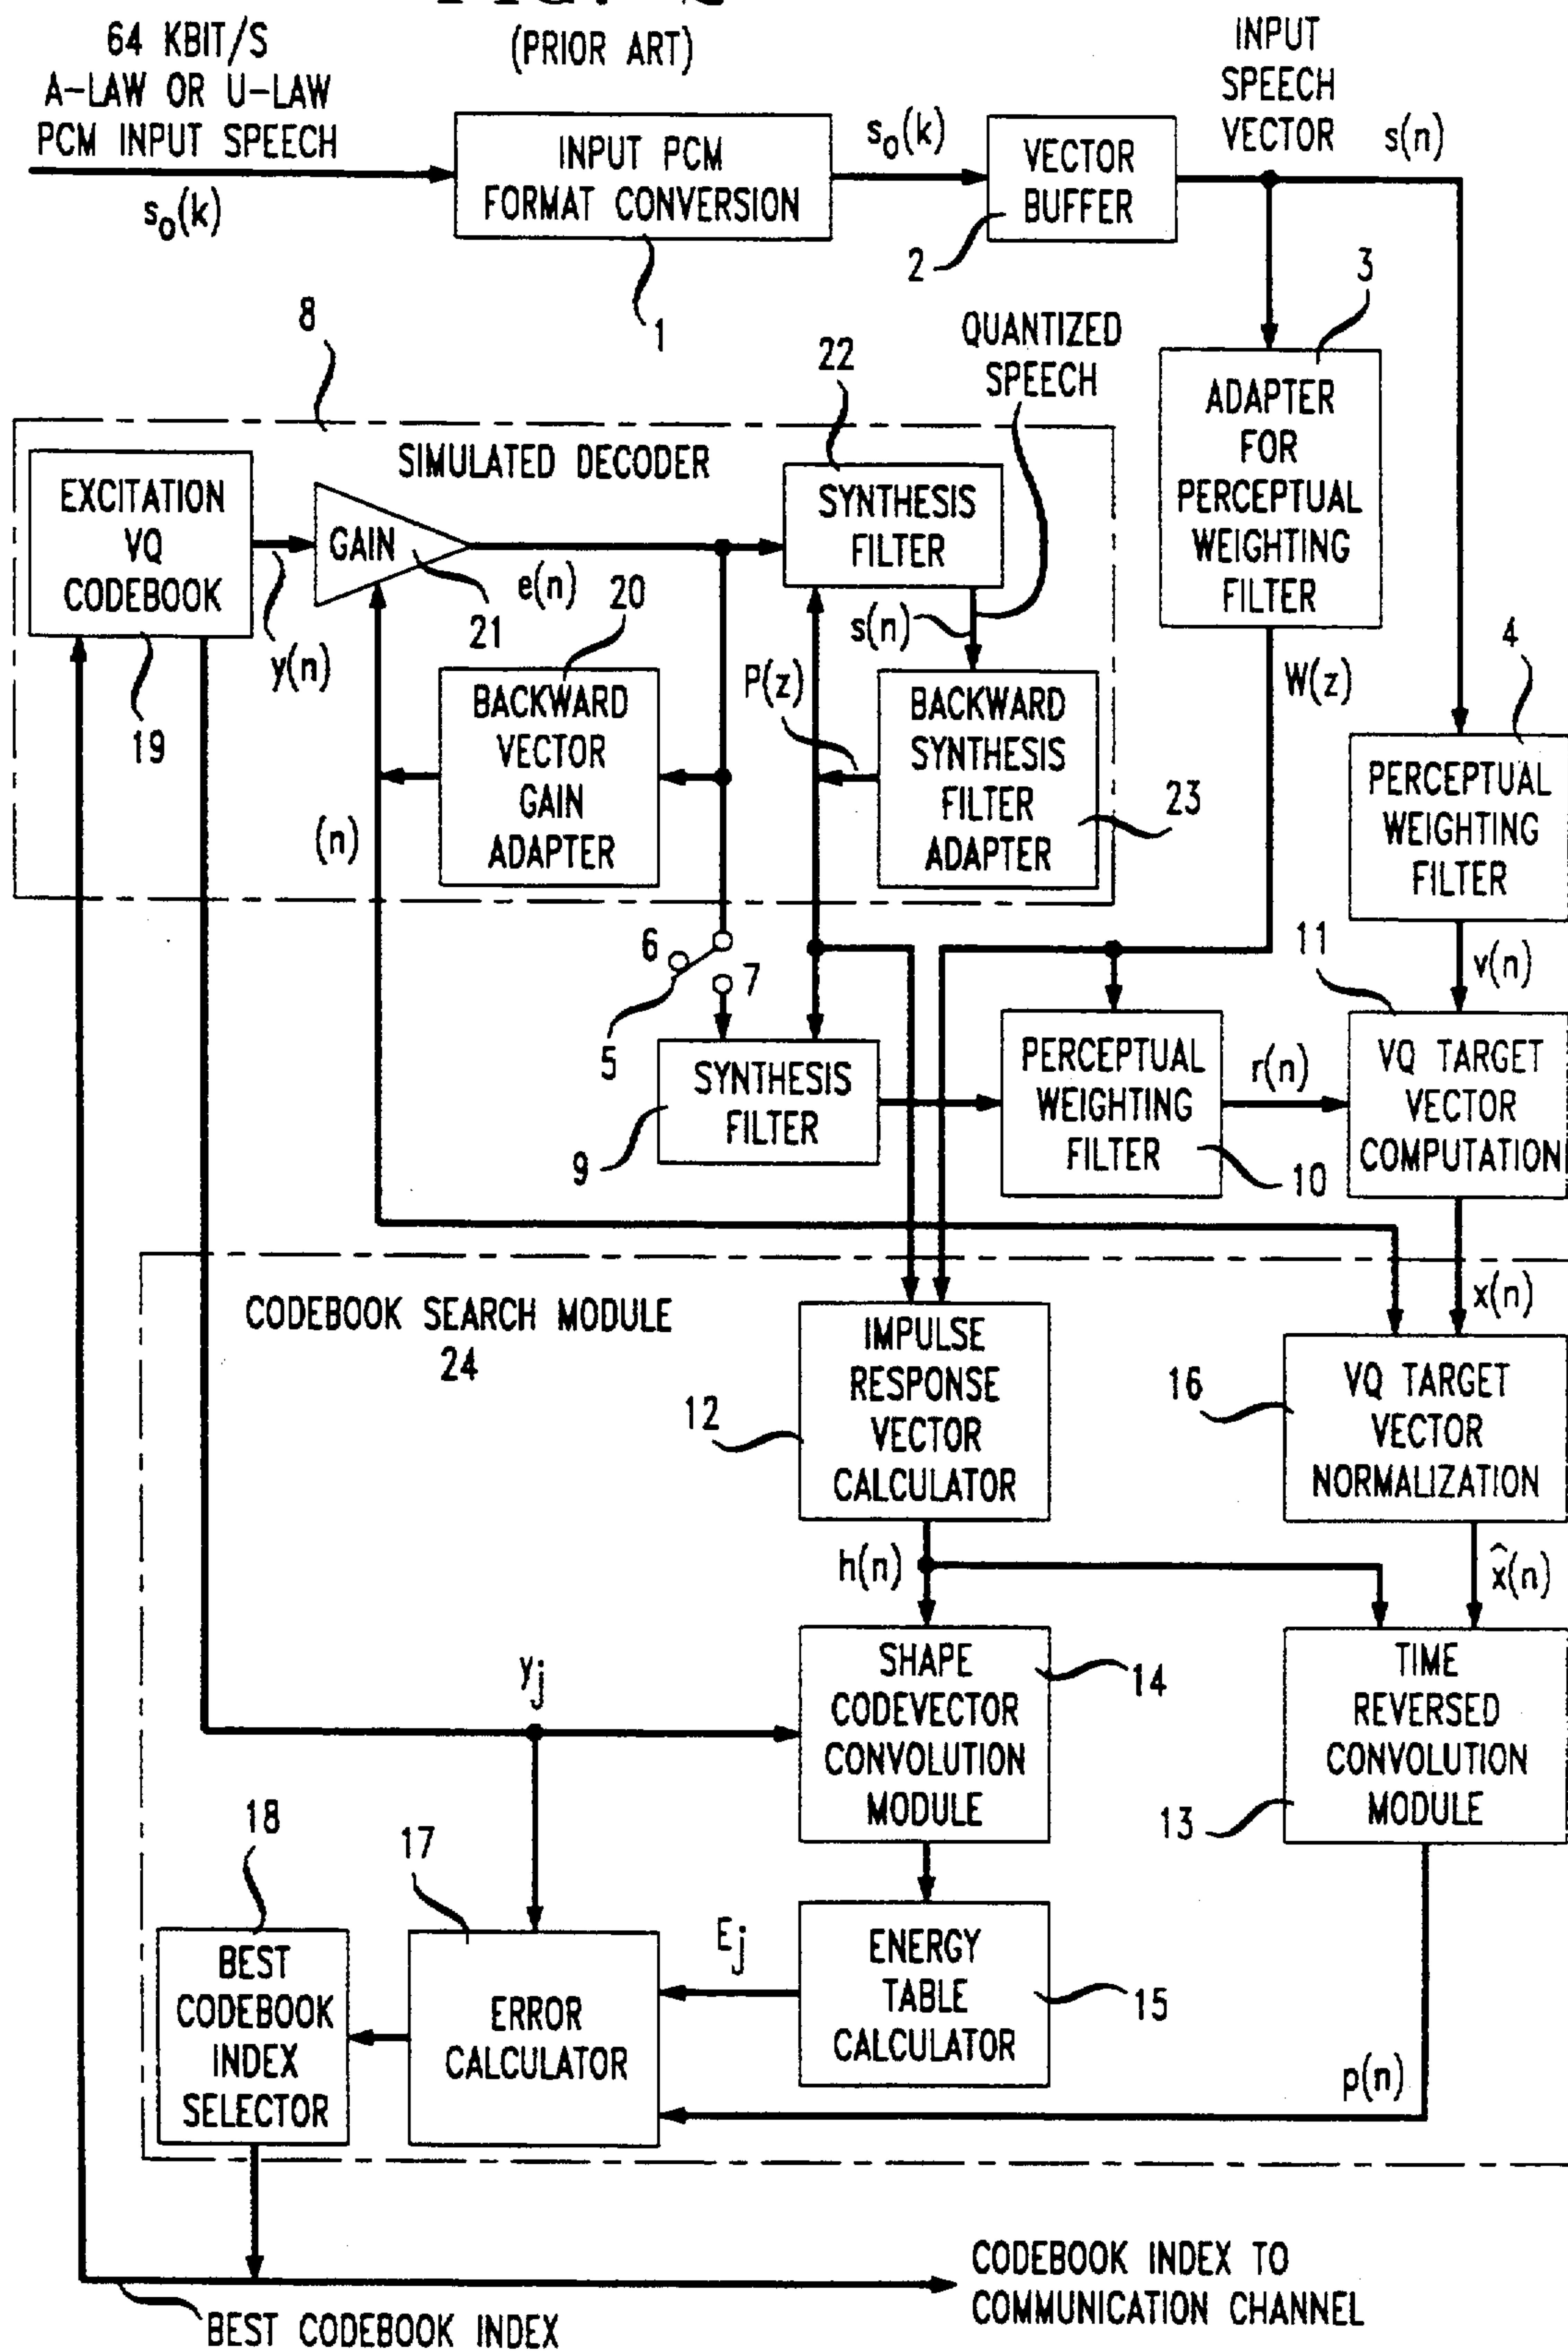 64 KBIT/S
A-LAW OR U-LAW
PCM INPUT SPEECH
s_o(k)
(PRIOR ART)
INPUT PCM
FORMAT CONVERSION
1
s_o(k)
VECTOR
BUFFER
2
INPUT
SPEECH
VECTOR
s(n)
3
ADAPTER
FOR
PERCEPTUAL
WEIGHTING
FILTER
W(z)
8
SIMULATED DECODER
EXCITATION
VQ
CODEBOOK
19
y(n)
GAIN
21
e(n)
22
SYNTHESIS
FILTER
QUANTIZED
SPEECH
s(n)
20
BACKWARD
VECTOR
GAIN
ADAPTER
(n)
P(z)
BACKWARD
SYNTHESIS
FILTER
ADAPTER
23
4
PERCEPTUAL
WEIGHTING
FILTER
v(n)
6
7
5
SYNTHESIS
FILTER
9
PERCEPTUAL
WEIGHTING
FILTER
10
r(n)
11
VQ TARGET
VECTOR
COMPUTATION
x(n)
CODEBOOK SEARCH MODULE
24
IMPULSE
RESPONSE
VECTOR
CALCULATOR
12
h(n)
16
VQ TARGET
VECTOR
NORMALIZATION
x̂(n)
y_j
SHAPE
CODEVECTOR
CONVOLUTION
MODULE
14
TIME
REVERSED
CONVOLUTION
MODULE
13
18
BEST
CODEBOOK
INDEX
SELECTOR
17
ERROR
CALCULATOR
E_j
ENERGY
TABLE
CALCULATOR
15
p(n)
BEST CODEBOOK INDEX
CODEBOOK INDEX TO
COMMUNICATION CHANNEL